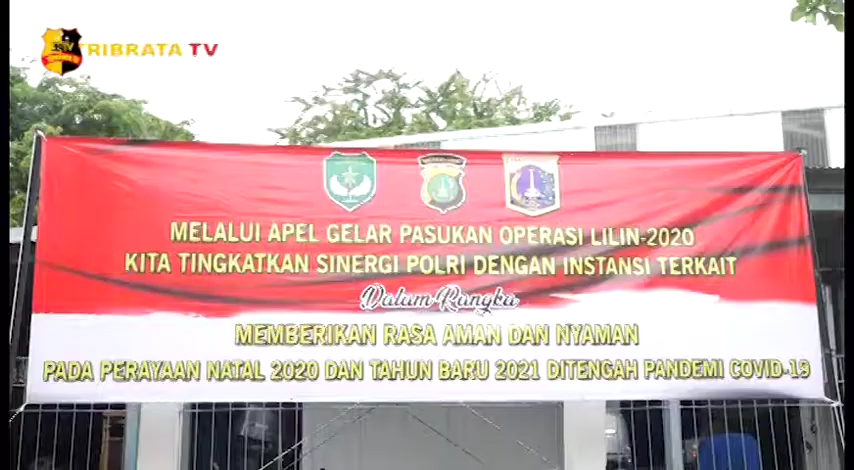 TRIBRATA TV
MELALUI APEL GELAR PASUKAN OPERASI LILIN-2020
KITA TINGKATKAN SINERGI POLRI DENGAN INSTANSI TERKAIT
Dalam Rangka
MEMBERIKAN RASA AMAN DAN NYAMAN
PADA PERAYAAN NATAL 2020 DAN TAHUN BARU 2021 DITENGAH PANDEMI COVID-19